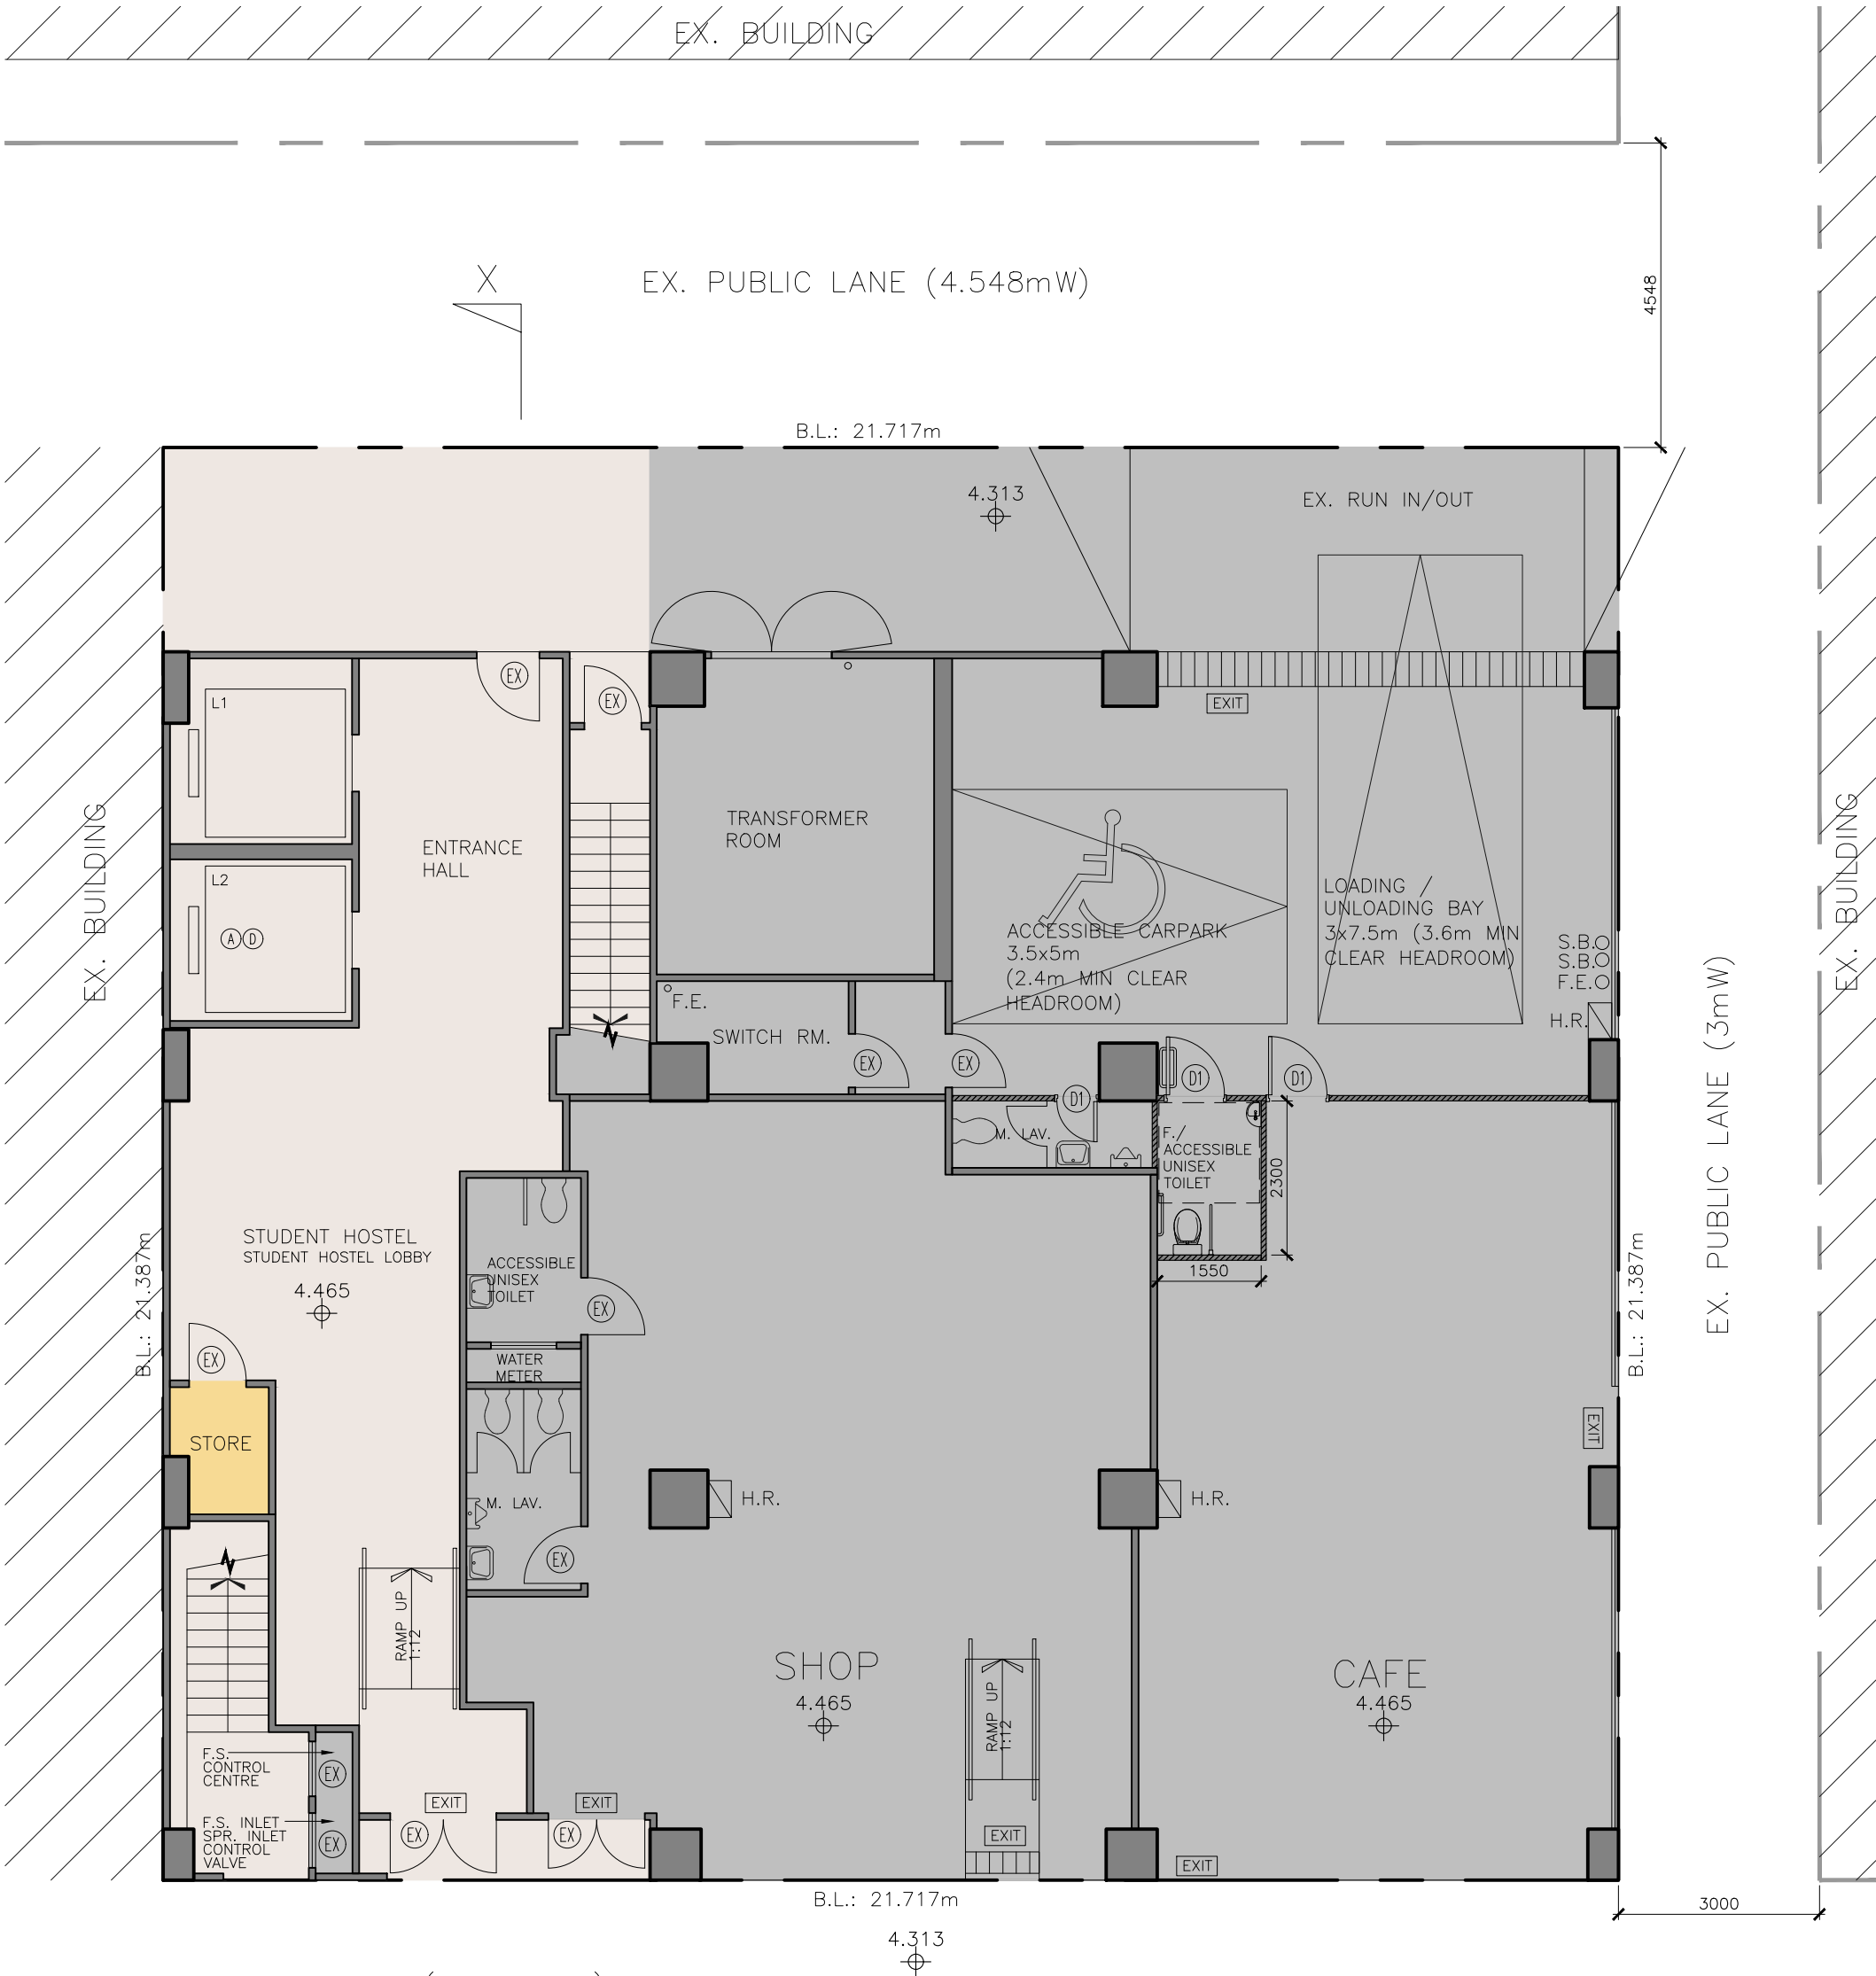 EX. BUILDING
X
EX. PUBLIC LANE (4.548mW)
4548
B.L.: 21.717m
4.313
EX. RUN IN/OUT
EX
EX
EXIT
L1
ENTRANCE
HALL
TRANSFORMER
ROOM
EX. BUILDING
EX. BUILDING
L2
A
D
ACCESSIBLE CARPARK
3.5x5m
(2.4m MIN CLEAR
HEADROOM)
LOADING /
UNLOADING BAY
3x7.5m (3.6m MIN
CLEAR HEADROOM)
S.B.
S.B.
F.E.
H.R.
F.E.
SWITCH RM.
EX
EX
D1
D1
D1
M. LAV.
F./
ACCESSIBLE
UNISEX
TOILET
2300
1550
EX. PUBLIC LANE (3mW)
STUDENT HOSTEL
STUDENT HOSTEL LOBBY
4.465
B.L.: 21.387m
B.L.: 21.387m
ACCESSIBLE
UNISEX
TOILET
EX
WATER
METER
EX
STORE
M. LAV.
EX
H.R.
H.R.
EXIT
RAMP UP
1:12
SHOP
4.465
RAMP UP
1:12
CAFE
4.465
F.S.
CONTROL
CENTRE
EX
F.S. INLET
SPR. INLET
CONTROL
VALVE
EX
EXIT
EX
EXIT
EX
EXIT
EXIT
B.L.: 21.717m
3000
4.313